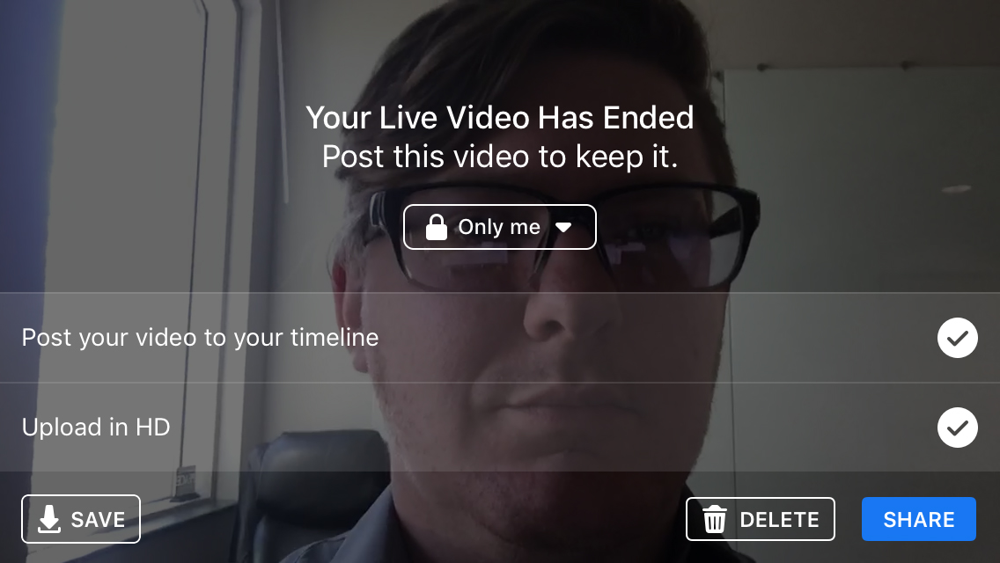 Your Live Video Has Ended
Post this video to keep it.
Only me
Post your video to your timeline
Upload in HD
SAVE
DELETE
SHARE